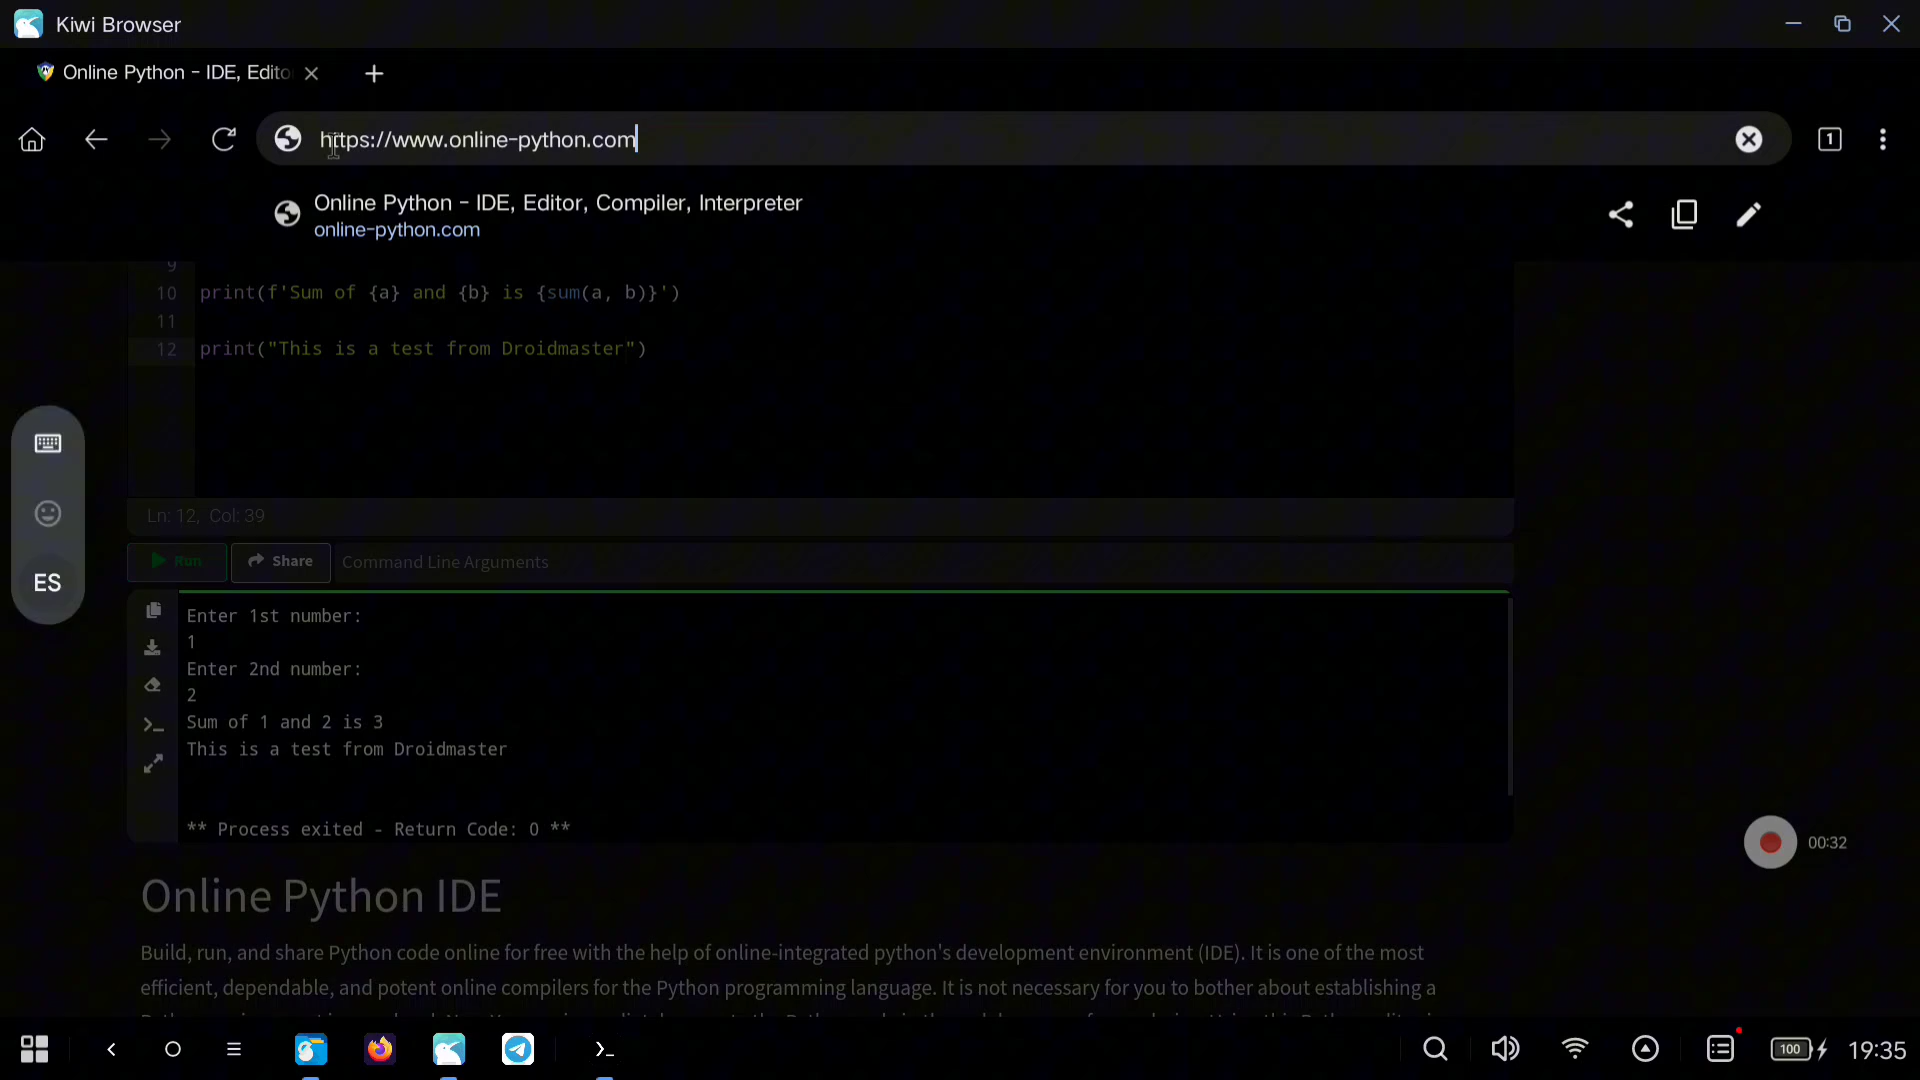 Kiwi Browser
Online Python - IDE, Edito
https://www.online-python.com
1
Online Python - IDE, Editor, Compiler, Interpreter
online-python.com
9
10 print(f'Sum of {a} and {b} is {sum(a, b)}')
11
12 print("This is a test from Droidmaster")
ES
Ln: 12, Col: 39
Run Share Command Line Arguments
Enter 1st number:
1
Enter 2nd number:
2
Sum of 1 and 2 is 3
This is a test from Droidmaster
** Process exited - Return Code: 0 **
00:32
Online Python IDE
Build, run, and share Python code online for free with the help of online-integrated python's development environment (IDE). It is one of the most
efficient, dependable, and potent online compilers for the Python programming language. It is not necessary for you to bother about establishing a
100 19:35